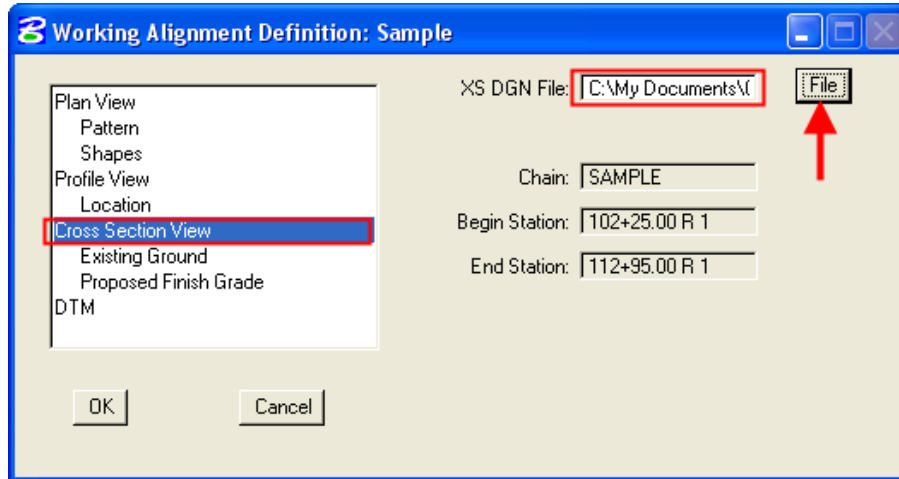 Working Alignment Definition: Sample
Plan View
Pattern
Shapes
Profile View
Location
Cross Section View
Existing Ground
Proposed Finish Grade
DTM
XS DGN File: C:\My Documents\
File
Chain: SAMPLE
Begin Station: 102+25.00 R 1
End Station: 112+95.00 R 1
OK
Cancel